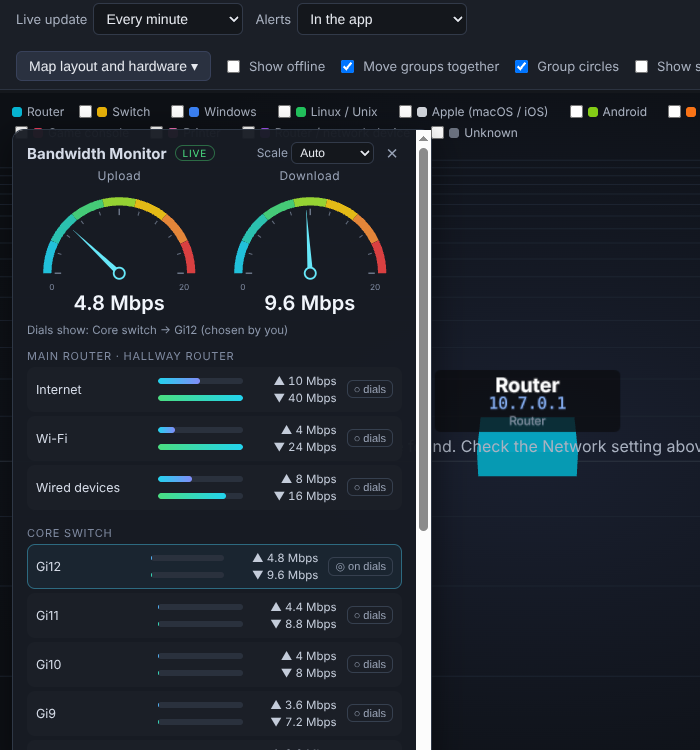 Live update Every minute Alerts In the app
Map layout and hardware ▾ Show offline Move groups together Group circles Show s
Router Switch Windows Linux / Unix Apple (macOS / iOS) Android
Unknown
Bandwidth Monitor LIVE Scale Auto ✕
Upload Download
0 20 0 20
4.8 Mbps 9.6 Mbps
Dials show: Core switch → Gi12 (chosen by you)
MAIN ROUTER · HALLWAY ROUTER
Internet ▲ 10 Mbps ▼ 40 Mbps ○ dials
Wi-Fi ▲ 4 Mbps ▼ 24 Mbps ○ dials
Wired devices ▲ 8 Mbps ▼ 16 Mbps ○ dials
CORE SWITCH
Gi12 ▲ 4.8 Mbps ▼ 9.6 Mbps ◎ on dials
Gi11 ▲ 4.4 Mbps ▼ 8.8 Mbps ○ dials
Gi10 ▲ 4 Mbps ▼ 8 Mbps ○ dials
Gi9 ▲ 3.6 Mbps ▼ 7.2 Mbps ○ dials
Router
10.7.0.1
Router
nd. Check the Network setting abov